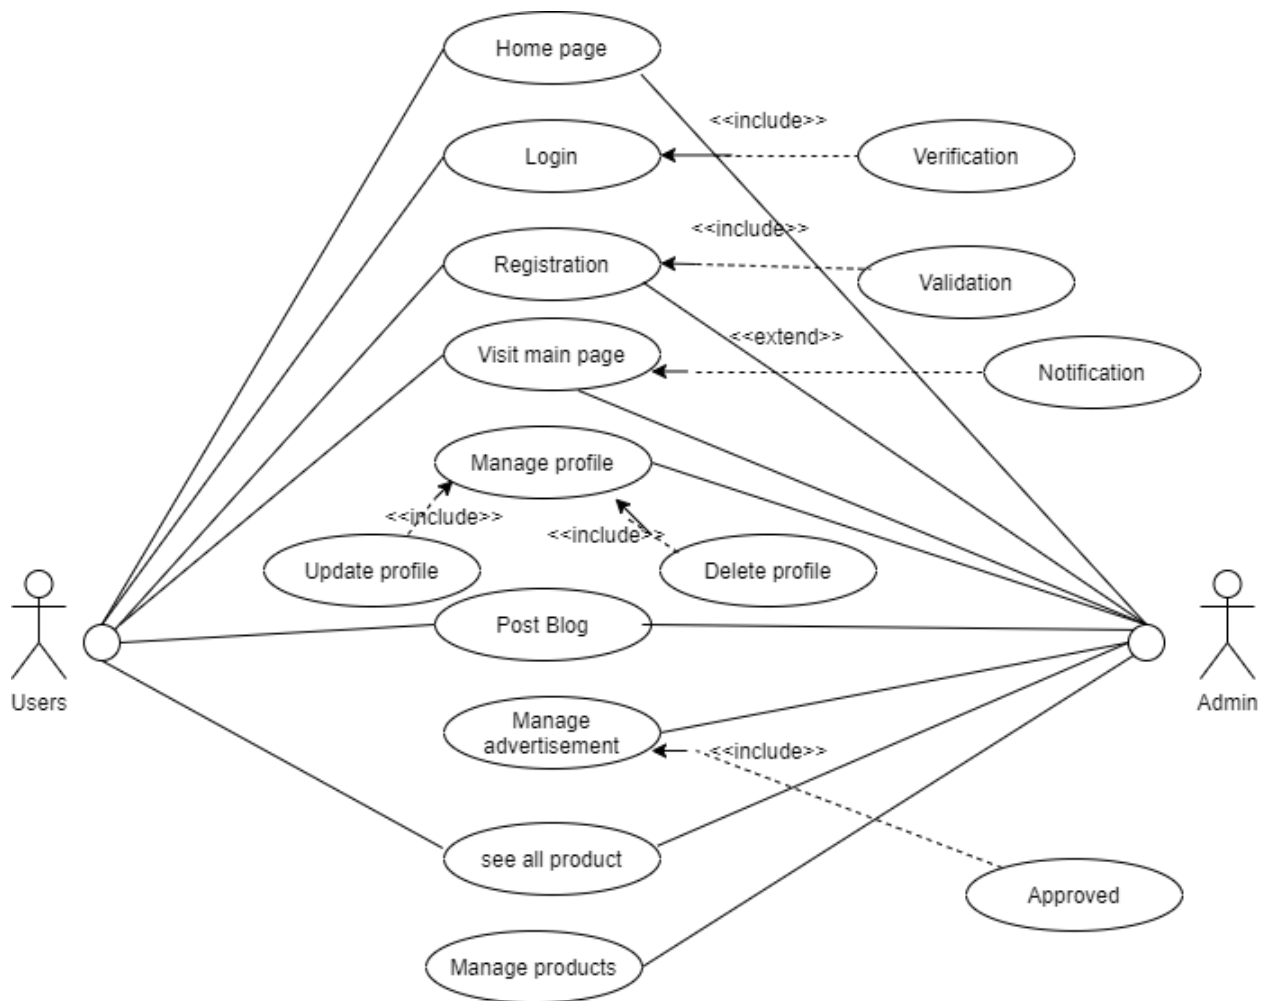 Home page
<<include>>
Login
Verification
<<include>>
Registration
Validation
<<extend>>
Visit main page
Notification
Manage profile
<<include>>
<<include>>
Update profile
Delete profile
Post Blog
Users
Admin
Manage
advertisement
<<include>>
see all product
Approved
Manage products